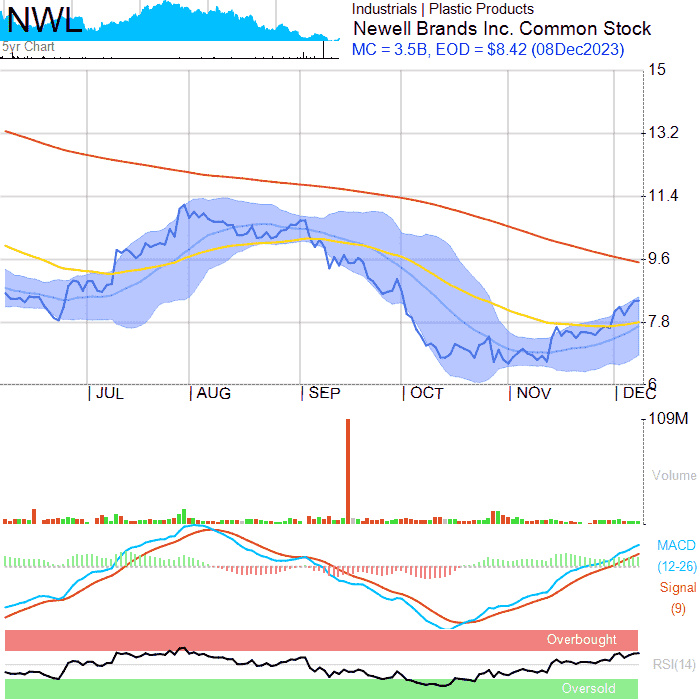 NWL
5yr Chart
Industrials | Plastic Products
Newell Brands Inc. Common Stock
MC = 3.5B, EOD = $8.42 (08Dec2023)
15
13.2
11.4
9.6
7.8
6
JUL
AUG
SEP
OCT
NOV
DEC
109M
Volume
MACD
(12-26)
Signal
(9)
Overbought
RSI(14)
Oversold